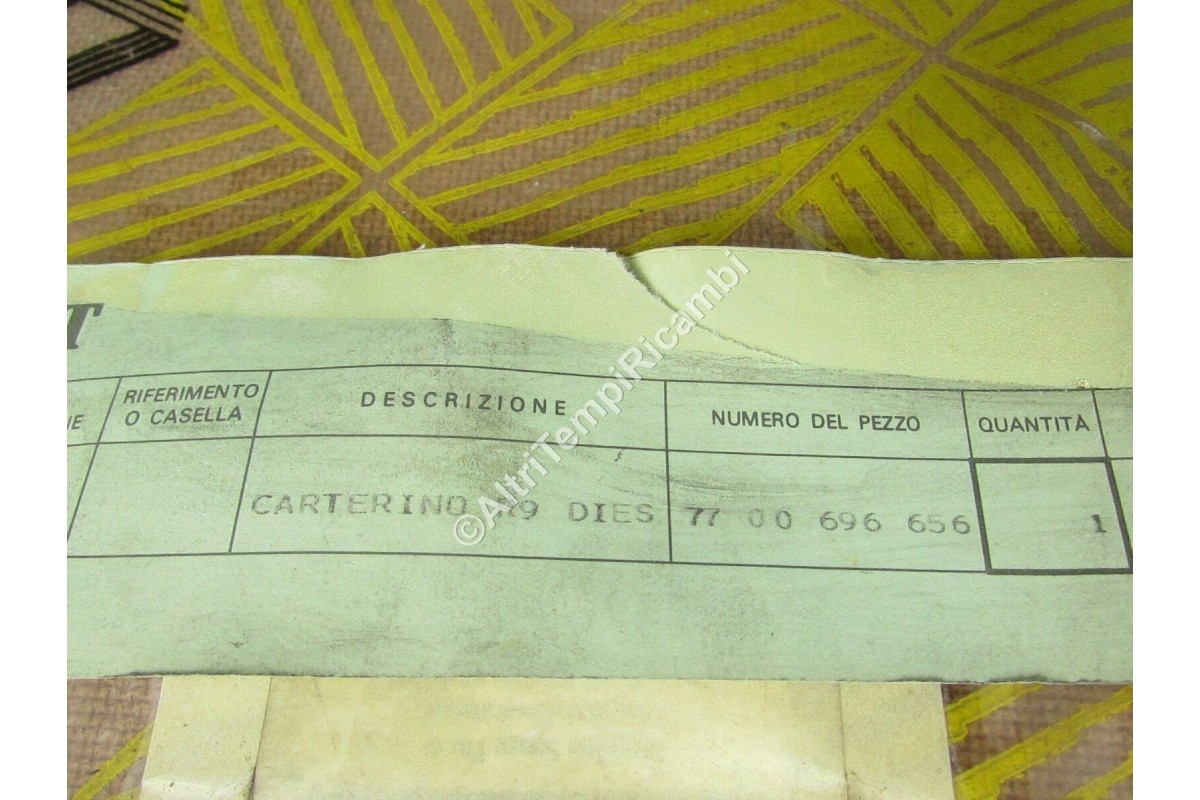 T
RIFERIMENTO
O CASELLA
DESCRIZIONE
NUMERO DEL PEZZO
QUANTITÀ
CARTERINO R9 DIES
77 00 696 656
1
©AltriTempiRicambi